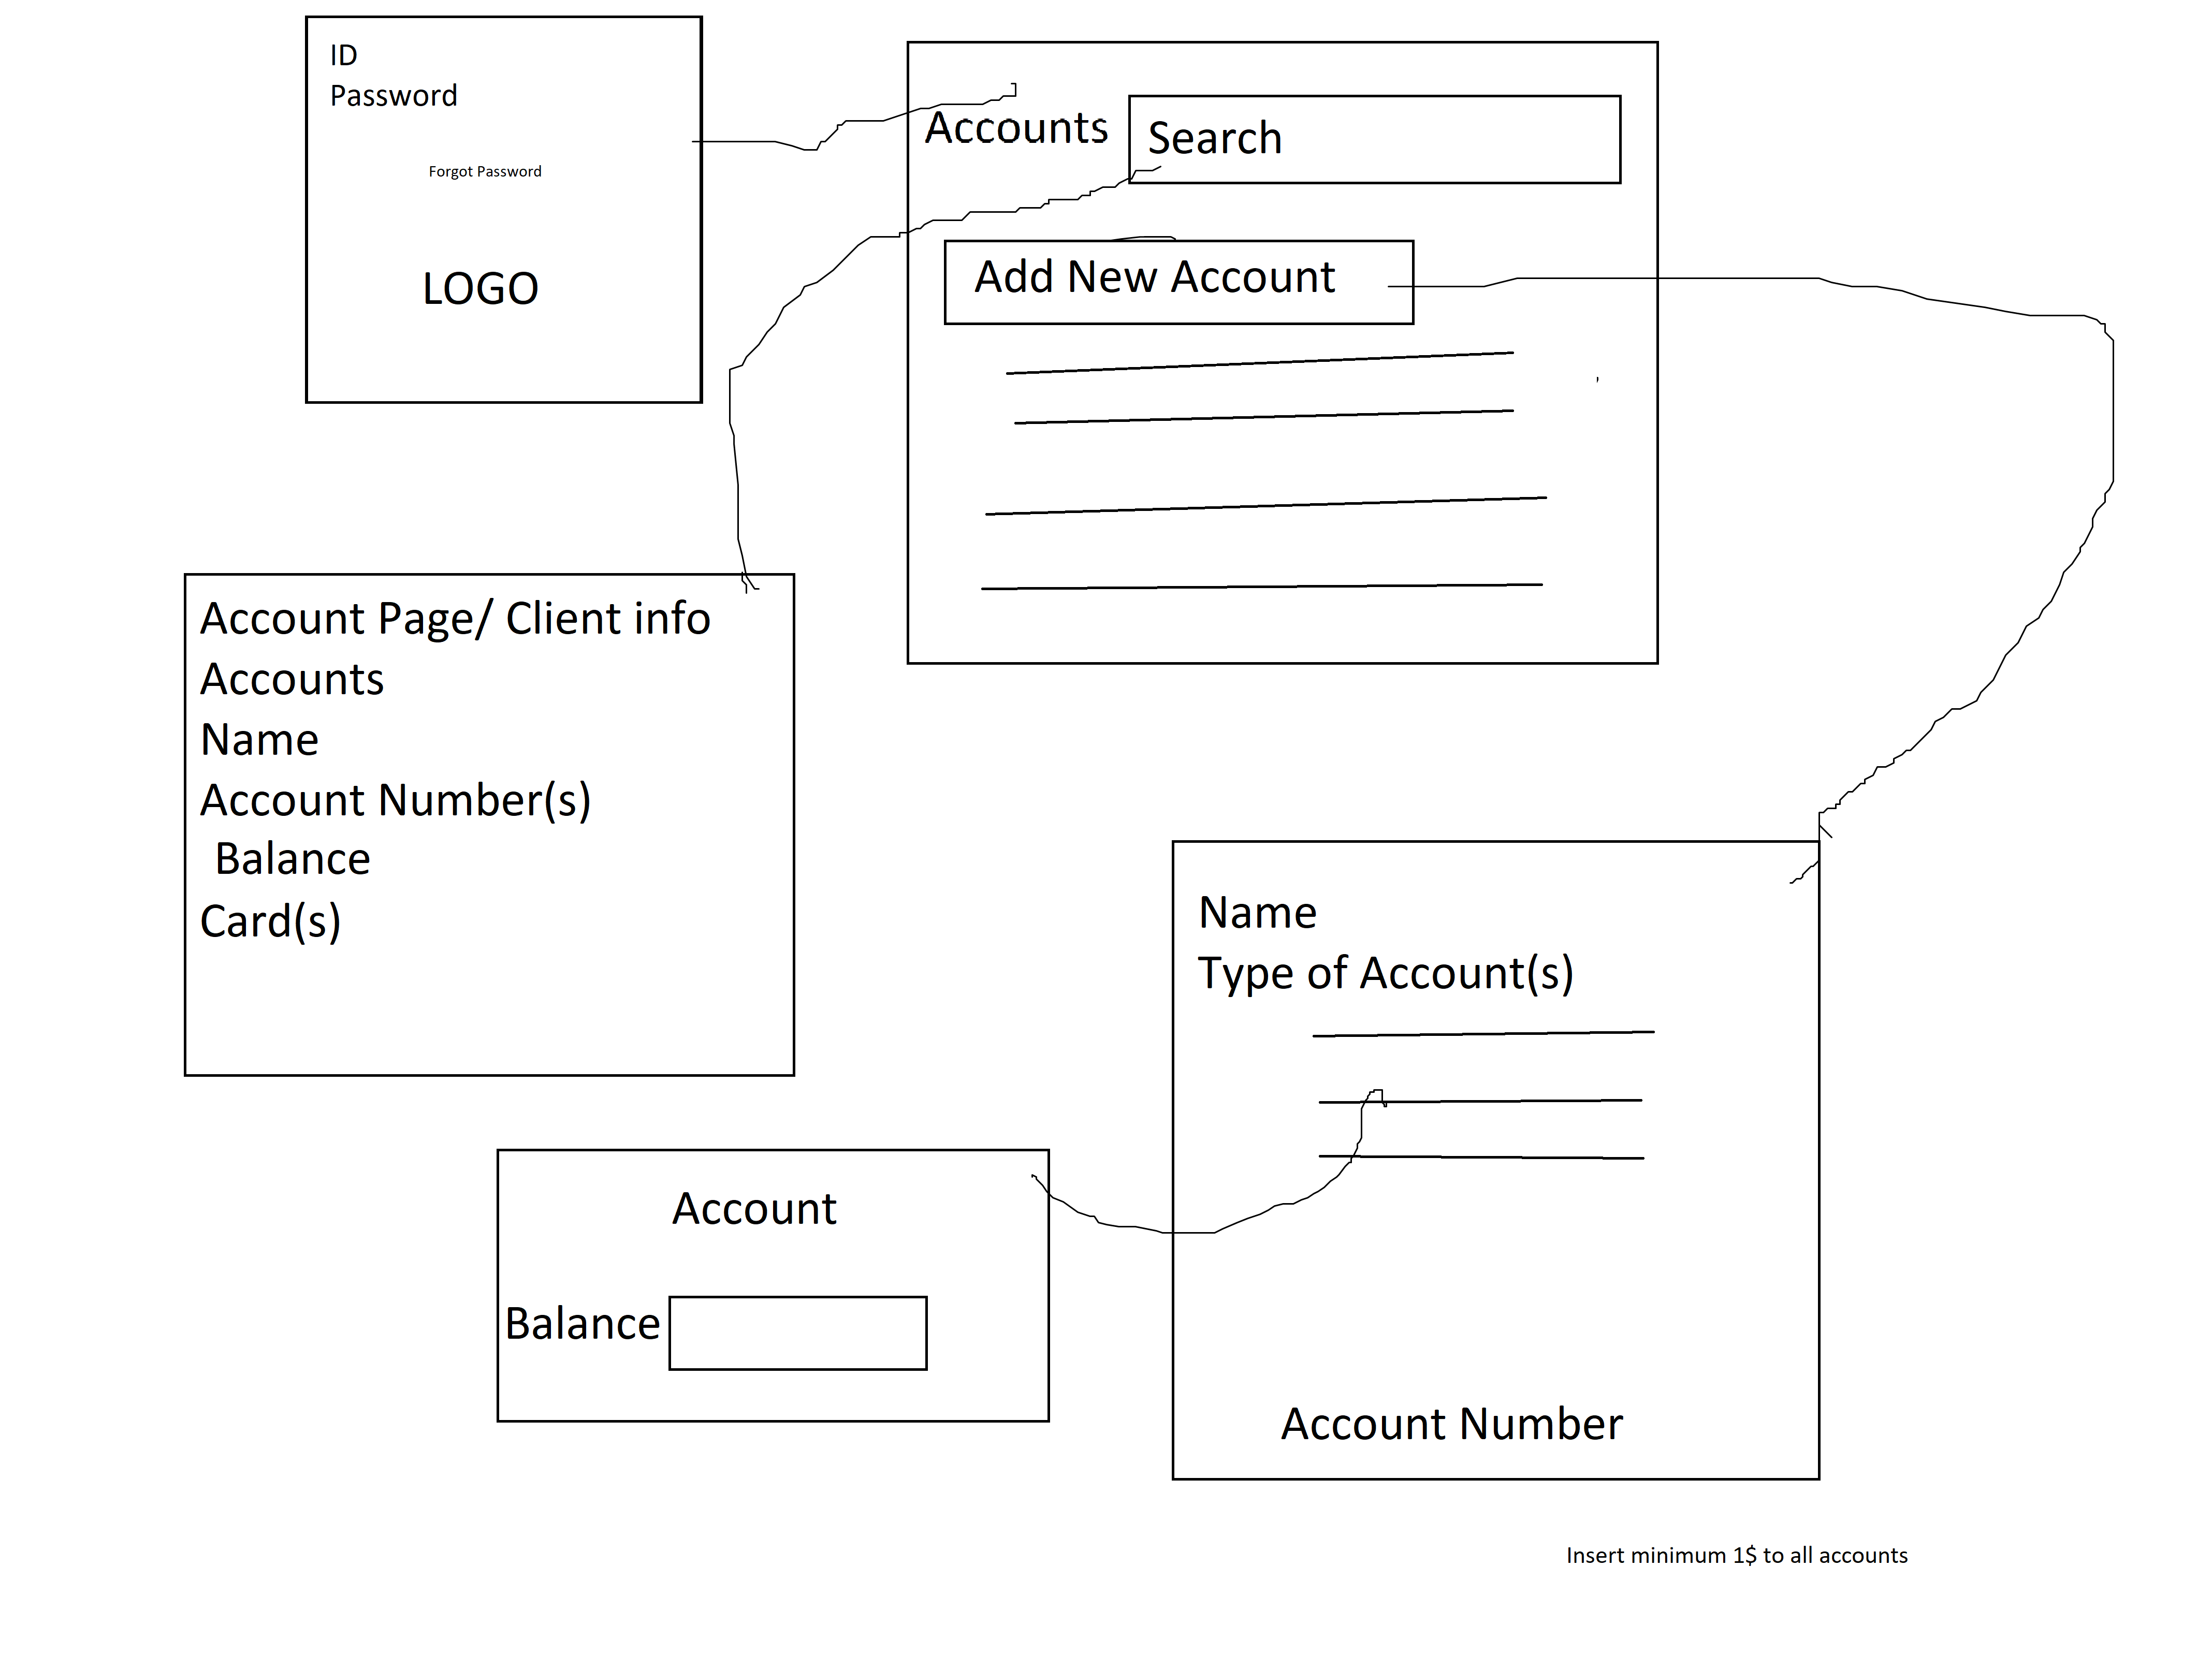 ID
Password
Forgot Password
LOGO
Accounts
Search
Add New Account
Account Page/ Client info
Accounts
Name
Account Number(s)
Balance
Card(s)
Name
Type of Account(s)
Account Number
Account
Balance
Insert minimum 1$ to all accounts